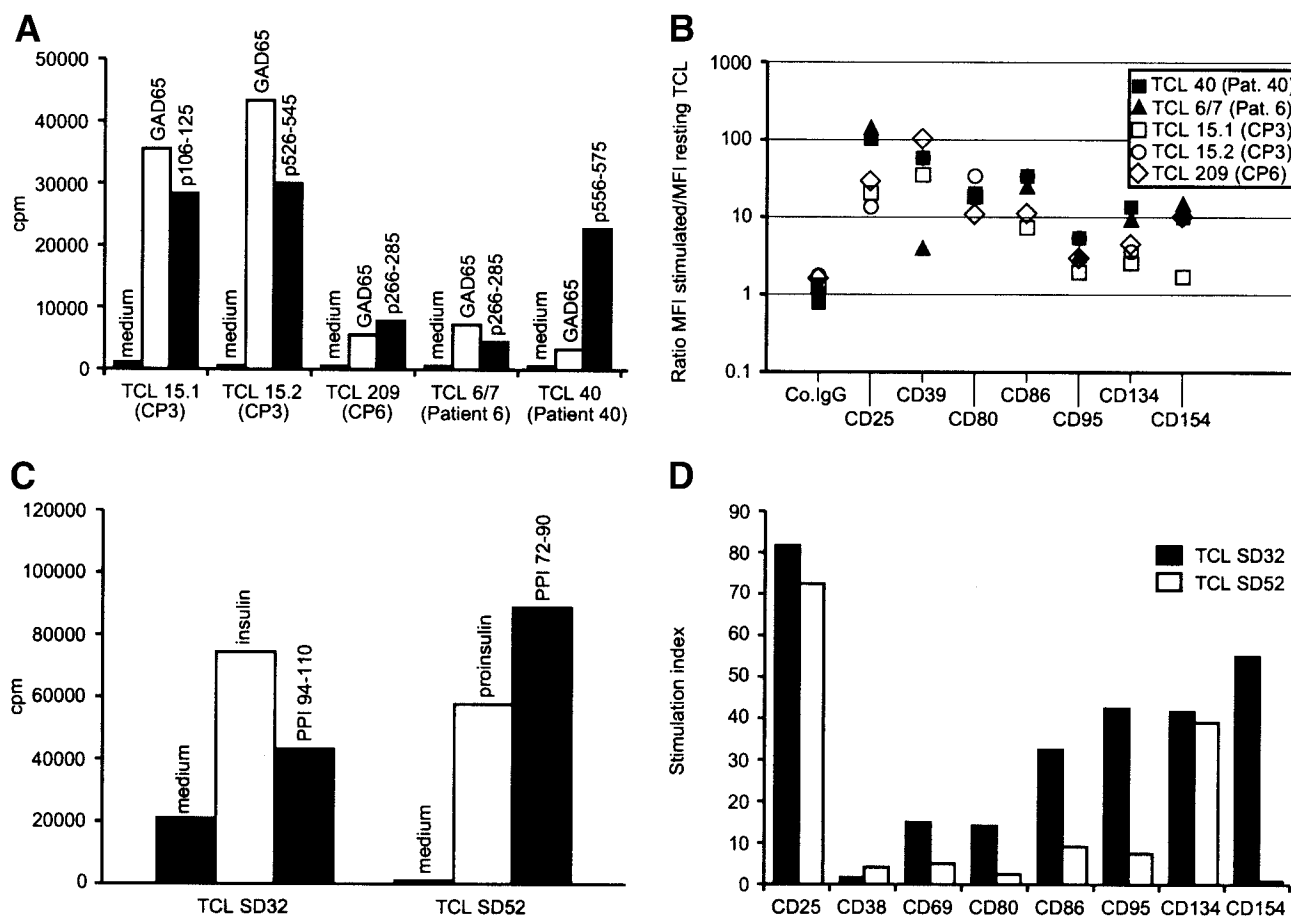 A
50000
40000
30000
20000
10000
0
cpm
medium
GAD65
p106-125
medium
GAD65
p526-545
medium
GAD65
p266-285
medium
GAD65
p266-285
medium
GAD65
p556-575
TCL 15.1
(CP3)
TCL 15.2
(CP3)
TCL 209
(CP6)
TCL 6/7
(Patient 6)
TCL 40
(Patient 40)
B
Ratio MFI stimulated/MFI resting TCL
1000
100
10
1
0.1
TCL 40 (Pat. 40)
TCL 6/7 (Pat. 6)
TCL 15.1 (CP3)
TCL 15.2 (CP3)
TCL 209 (CP6)
Co.IgG
CD25
CD39
CD80
CD86
CD95
CD134
CD154
C
120000
100000
80000
60000
40000
20000
0
cpm
medium
insulin
PPI 94-110
medium
proinsulin
PPI 72-90
TCL SD32
TCL SD52
D
Stimulation index
90
80
70
60
50
40
30
20
10
0
TCL SD32
TCL SD52
CD25
CD38
CD69
CD80
CD86
CD95
CD134
CD154